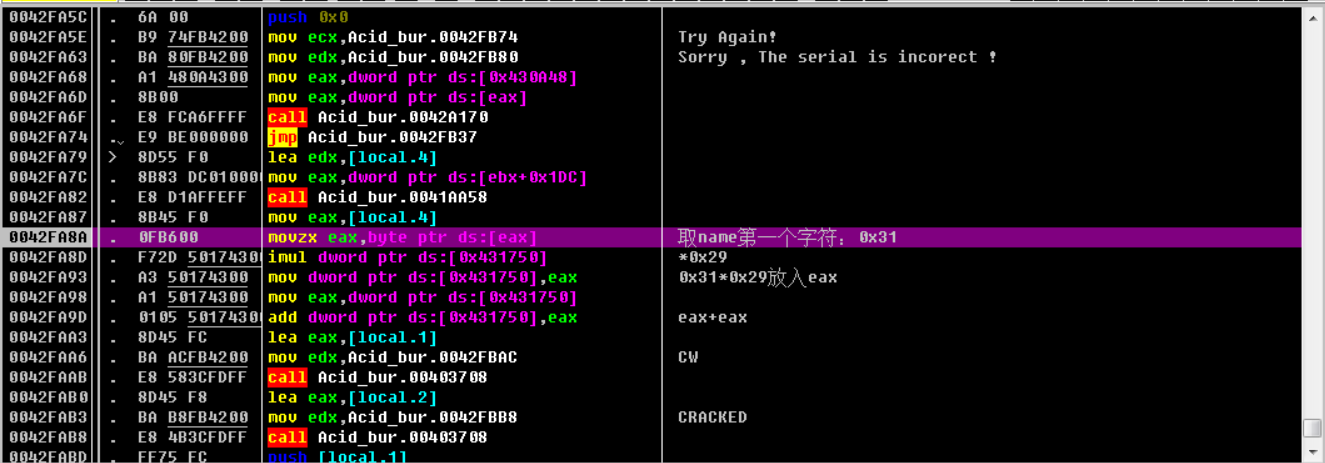 0042FA5C . 6A 00 push 0x0
0042FA5E . B9 74FB4200 mov ecx,Acid_bur.0042FB74 Try Again!
0042FA63 . BA 80FB4200 mov edx,Acid_bur.0042FB80 Sorry , The serial is incorect !
0042FA68 . A1 480A4300 mov eax,dword ptr ds:[0x430A48]
0042FA6D . 8B00 mov eax,dword ptr ds:[eax]
0042FA6F . E8 FCA6FFFF call Acid_bur.0042A170
0042FA74 . E9 BE000000 jmp Acid_bur.0042FB37
0042FA79 > 8D55 F0 lea edx,[local.4]
0042FA7C . 8B83 DC01000 mov eax,dword ptr ds:[ebx+0x1DC]
0042FA82 . E8 D1AFFEFF call Acid_bur.0041AA58
0042FA87 . 8B45 F0 mov eax,[local.4]
0042FA8A . 0FB600 movzx eax,byte ptr ds:[eax] 取name第一个字符：0x31
0042FA8D . F72D 5017430 imul dword ptr ds:[0x431750] *0x29
0042FA93 . A3 50174300 mov dword ptr ds:[0x431750],eax 0x31*0x29放入eax
0042FA98 . A1 50174300 mov eax,dword ptr ds:[0x431750]
0042FA9D . 0105 5017430 add dword ptr ds:[0x431750],eax eax+eax
0042FAA3 . 8D45 FC lea eax,[local.1]
0042FAA6 . BA ACFB4200 mov edx,Acid_bur.0042FBAC CW
0042FAAB . E8 583CFDFF call Acid_bur.00403708
0042FAB0 . 8D45 F8 lea eax,[local.2]
0042FAB3 . BA B8FB4200 mov edx,Acid_bur.0042FBB8 CRACKED
0042FAB8 . E8 4B3CFDFF call Acid_bur.00403708
0042FABD . FF75 FC push [local.1]